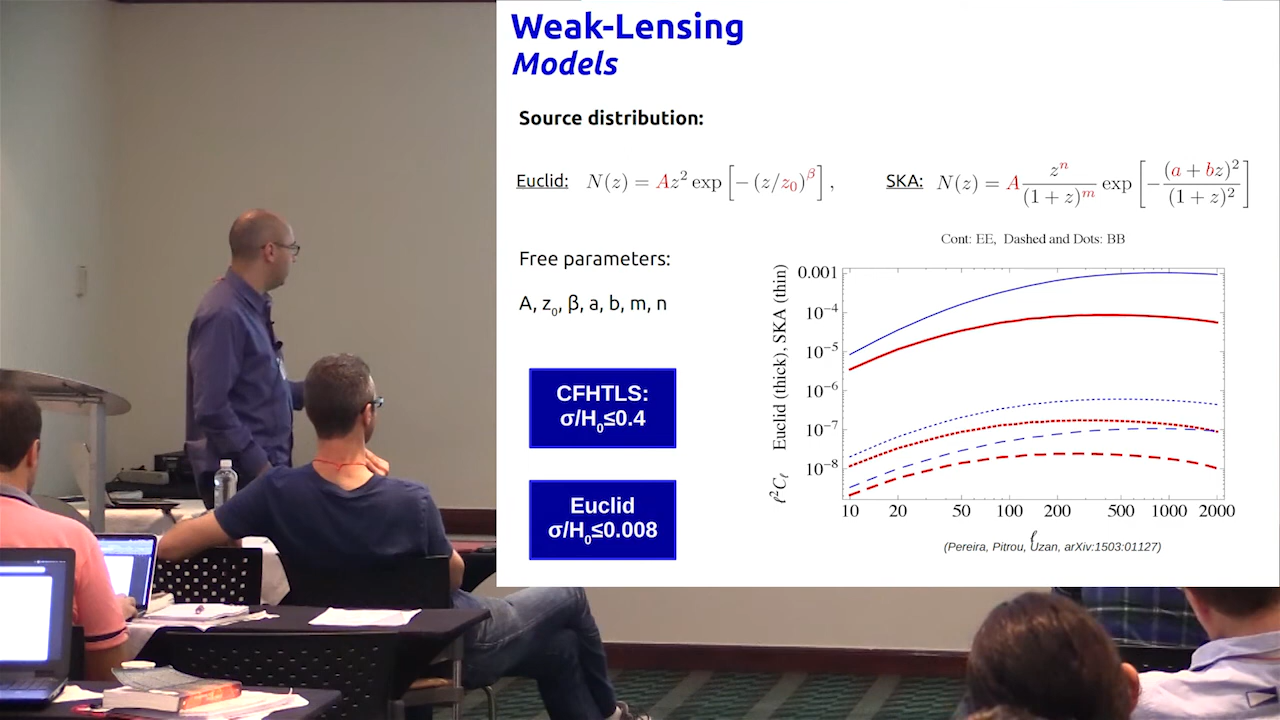 Weak-Lensing
Models
Source distribution:
Euclid: N(z) = Az² exp [−(z/z₀)^β],
SKA: N(z) = A zⁿ/(1 + z)ᵐ exp [−(a + bz)²/(1 + z)²]
Cont: EE, Dashed and Dots: BB
Free parameters:
A, z₀, β, a, b, m, n
CFHTLS:
σ/H₀≤0.4
Euclid
σ/H₀≤0.008
ℓ²Cℓ Euclid (thick), SKA (thin)
0.001
10⁻⁴
10⁻⁵
10⁻⁶
10⁻⁷
10⁻⁸
10 20 50 100 200 500 1000 2000
ℓ
(Pereira, Pitrou, Uzan, arXiv:1503:01127)